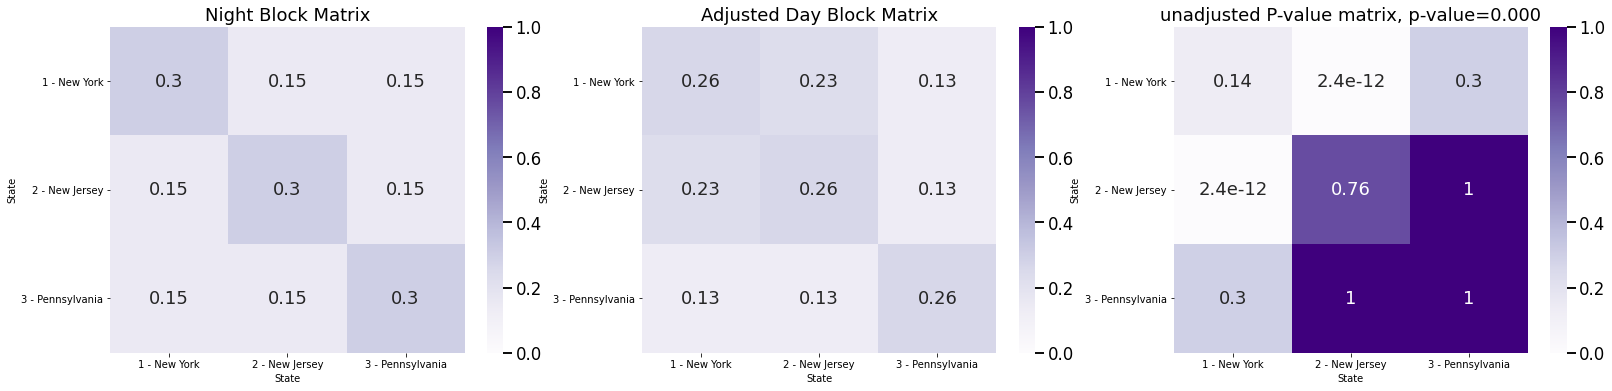 Night Block Matrix
State
1 - New York
2 - New Jersey
3 - Pennsylvania
0.3 0.15 0.15
0.15 0.3 0.15
0.15 0.15 0.3
1 - New York 2 - New Jersey 3 - Pennsylvania
State
1.0
0.8
0.6
0.4
0.2
0.0
Adjusted Day Block Matrix
State
1 - New York
2 - New Jersey
3 - Pennsylvania
0.26 0.23 0.13
0.23 0.26 0.13
0.13 0.13 0.26
1 - New York 2 - New Jersey 3 - Pennsylvania
State
1.0
0.8
0.6
0.4
0.2
0.0
unadjusted P-value matrix, p-value=0.000
State
1 - New York
2 - New Jersey
3 - Pennsylvania
0.14 2.4e-12 0.3
2.4e-12 0.76 1
0.3 1 1
1 - New York 2 - New Jersey 3 - Pennsylvania
State
1.0
0.8
0.6
0.4
0.2
0.0